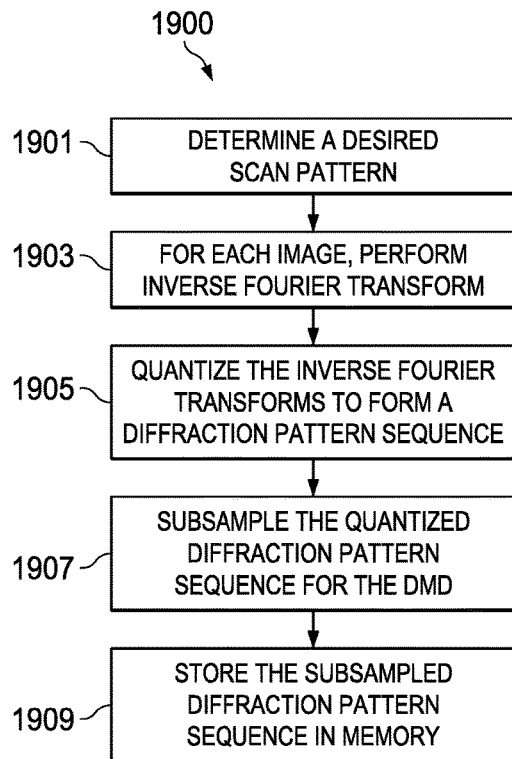 1900
1901
DETERMINE A DESIRED
SCAN PATTERN
1903
FOR EACH IMAGE, PERFORM
INVERSE FOURIER TRANSFORM
1905
QUANTIZE THE INVERSE FOURIER
TRANSFORMS TO FORM A
DIFFRACTION PATTERN SEQUENCE
1907
SUBSAMPLE THE QUANTIZED
DIFFRACTION PATTERN
SEQUENCE FOR THE DMD
1909
STORE THE SUBSAMPLED
DIFFRACTION PATTERN
SEQUENCE IN MEMORY